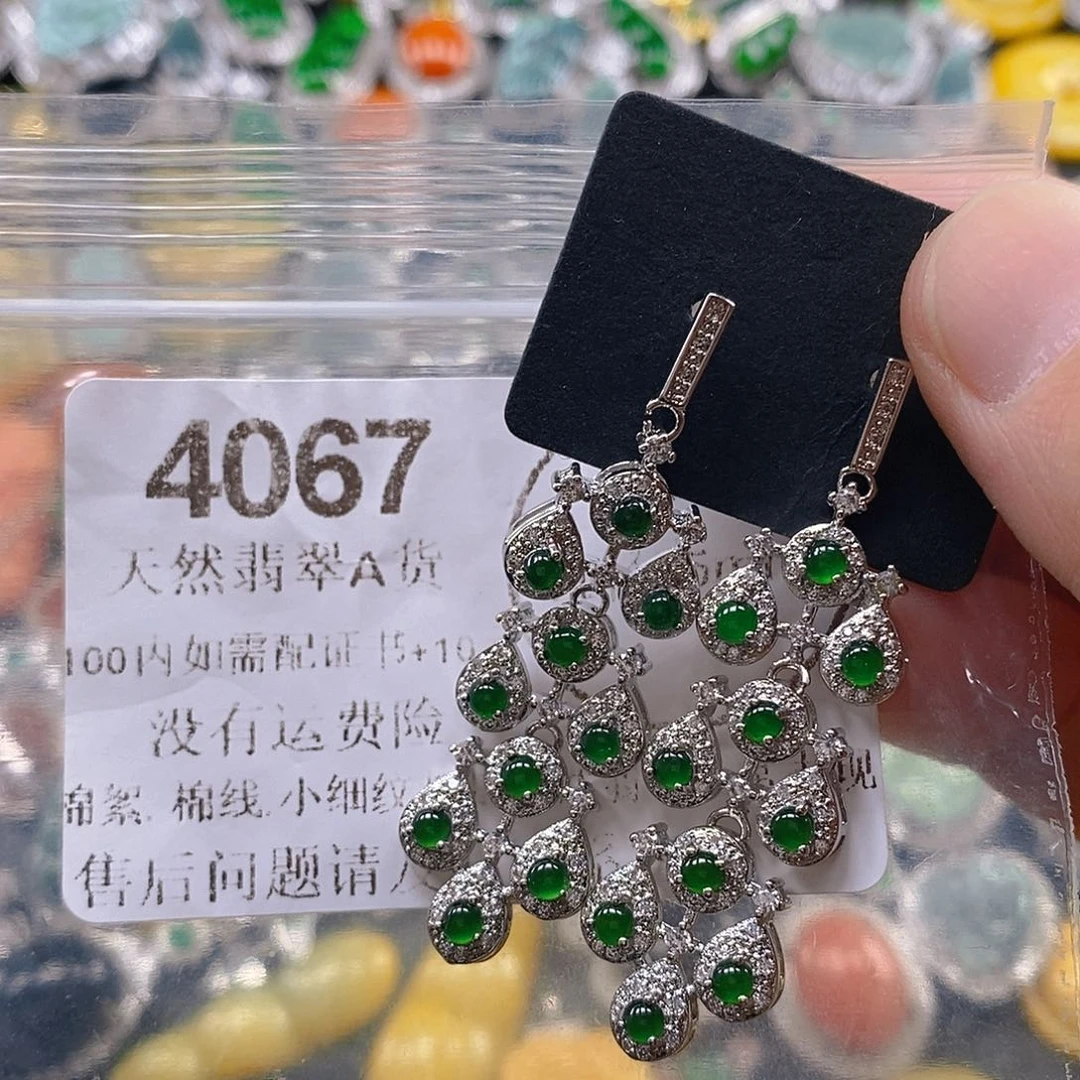 4067
天然翡翠A货
100内如需配证书+10
没有运费险
棉絮.棉线.小细纹
售后问题请